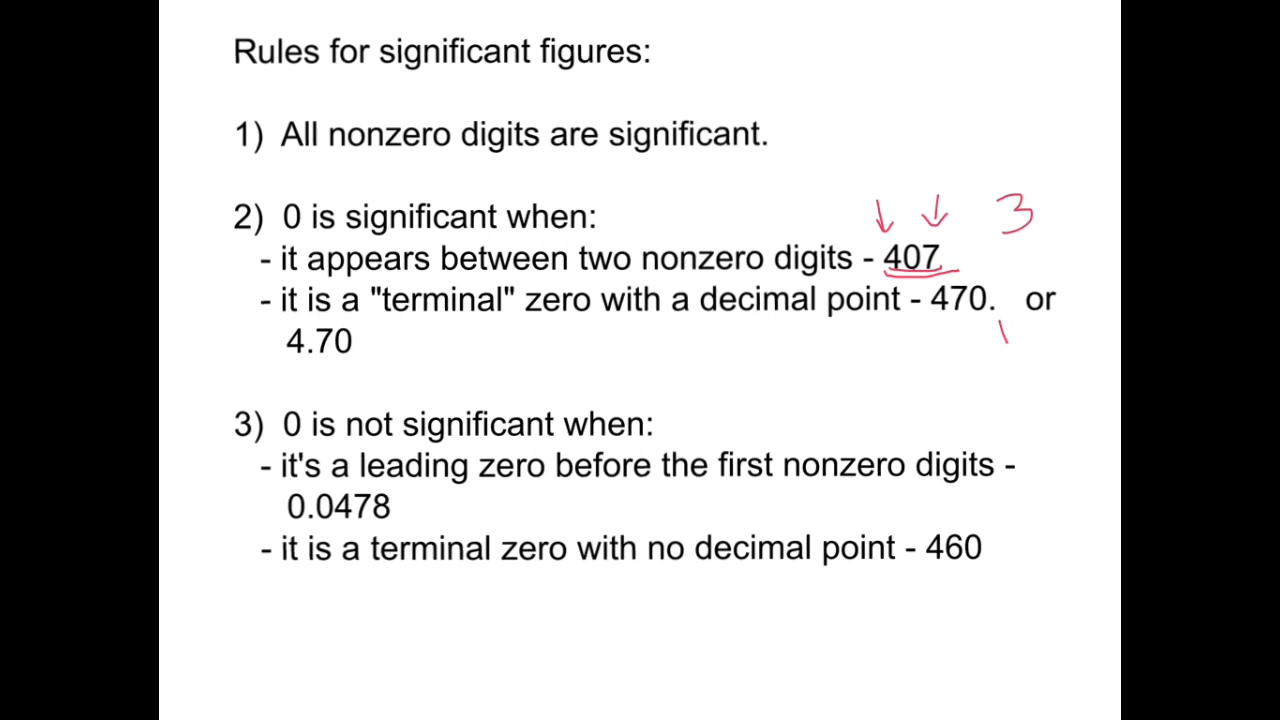 Rules for significant figures:
1) All nonzero digits are significant.
2) 0 is significant when:
3
- it appears between two nonzero digits - 407
- it is a "terminal" zero with a decimal point - 470. or
4.70
3) 0 is not significant when:
- it's a leading zero before the first nonzero digits -
0.0478
- it is a terminal zero with no decimal point - 460